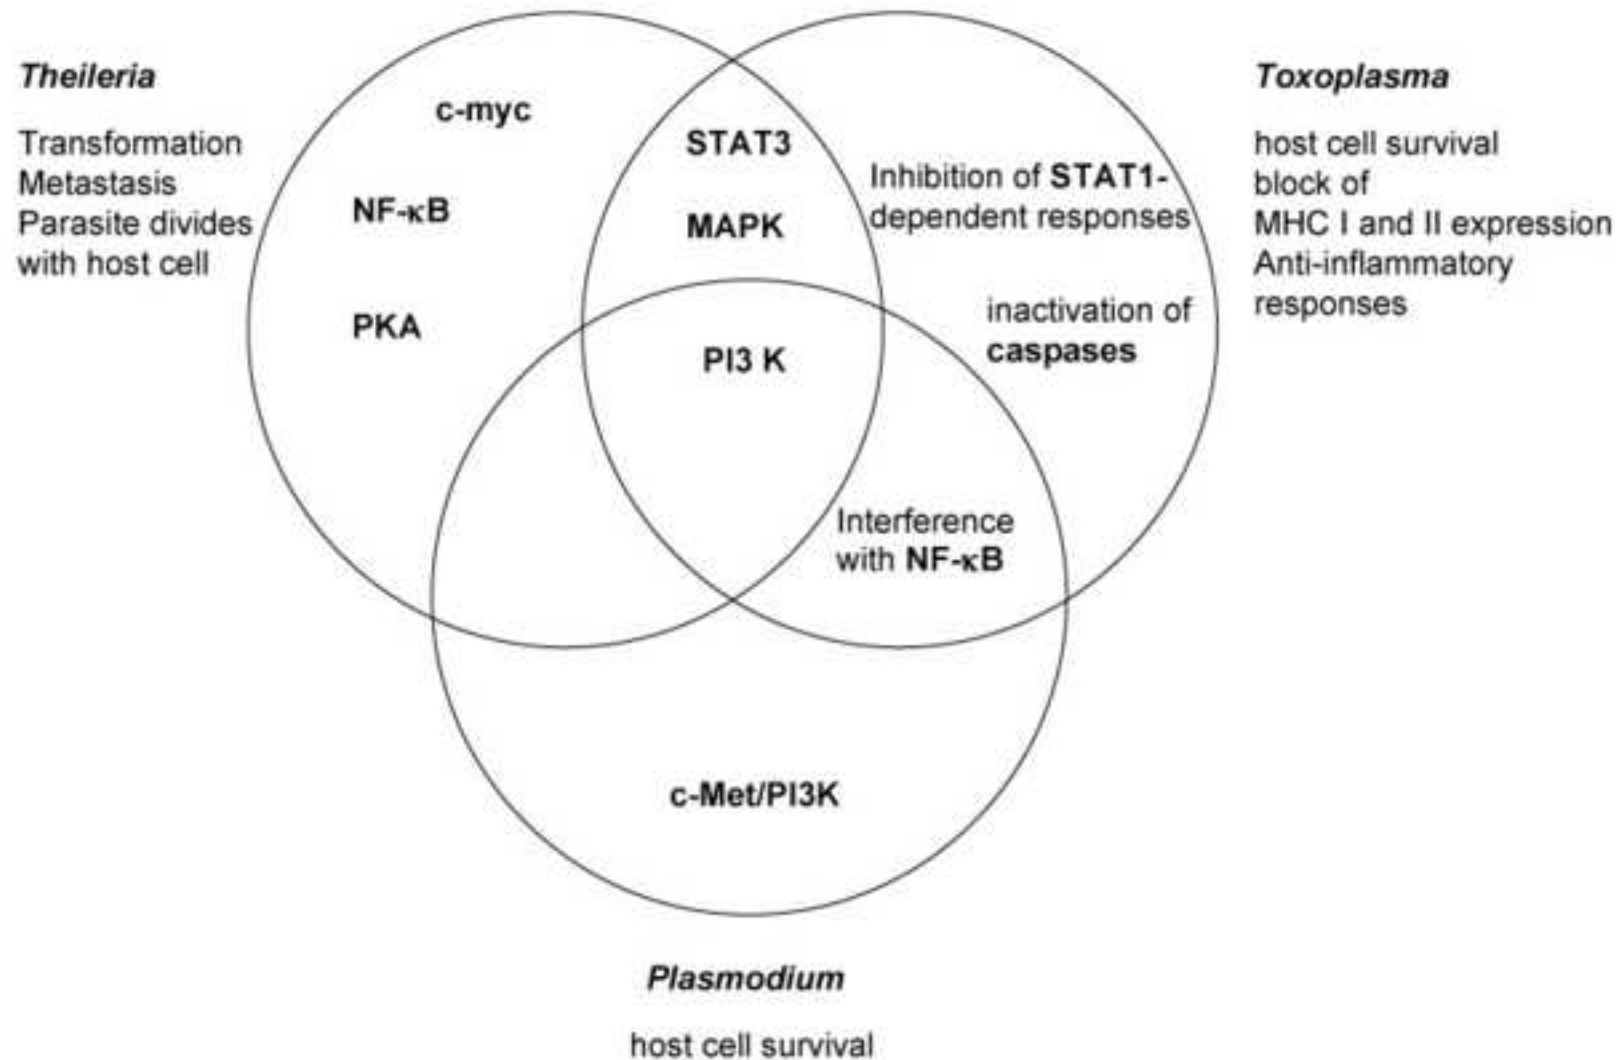 Theileria
Transformation
Metastasis
Parasite divides
with host cell
c-myc
NF-κB
PKA
STAT3
MAPK
PI3 K
Inhibition of STAT1-
dependent responses
inactivation of
caspases
Interference
with NF-κB
Toxoplasma
host cell survival
block of
MHC I and II expression
Anti-inflammatory
responses
c-Met/PI3K
Plasmodium
host cell survival